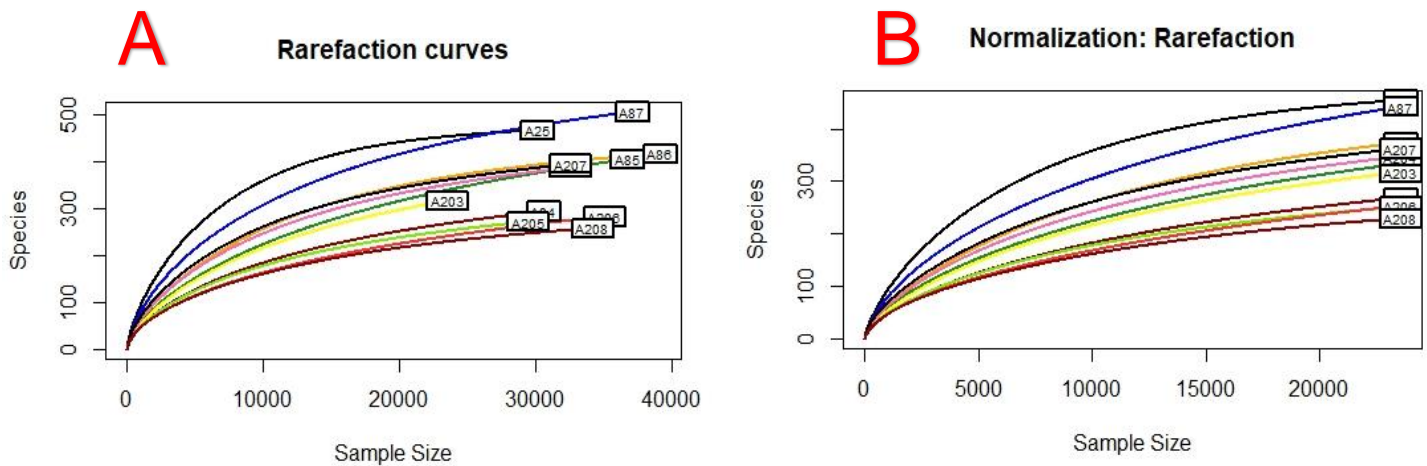 A
Rarefaction curves
Species
500
300
100
0
A87
A25
A86
A85
A207
A203
A205
A208
0 10000 20000 30000 40000
Sample Size
B
Normalization: Rarefaction
Species
300
100
0
A87
A207
A203
A206
A208
0 5000 10000 15000 20000
Sample Size